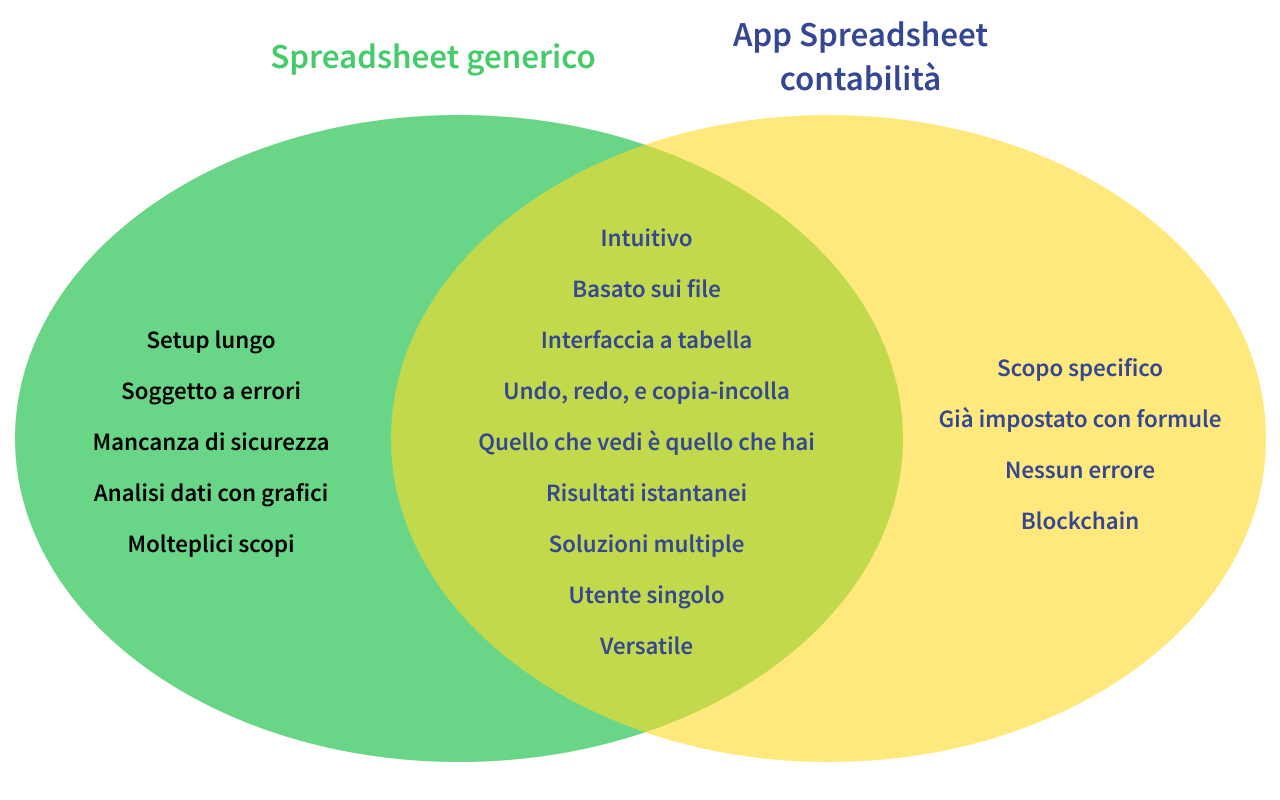 Spreadsheet generico
App Spreadsheet
contabilità
Setup lungo
Soggetto a errori
Mancanza di sicurezza
Analisi dati con grafici
Molteplici scopi
Intuitivo
Basato sui file
Interfaccia a tabella
Undo, redo, e copia-incolla
Quello che vedi è quello che hai
Risultati istantanei
Soluzioni multiple
Utente singolo
Versatile
Scopo specifico
Già impostato con formule
Nessun errore
Blockchain